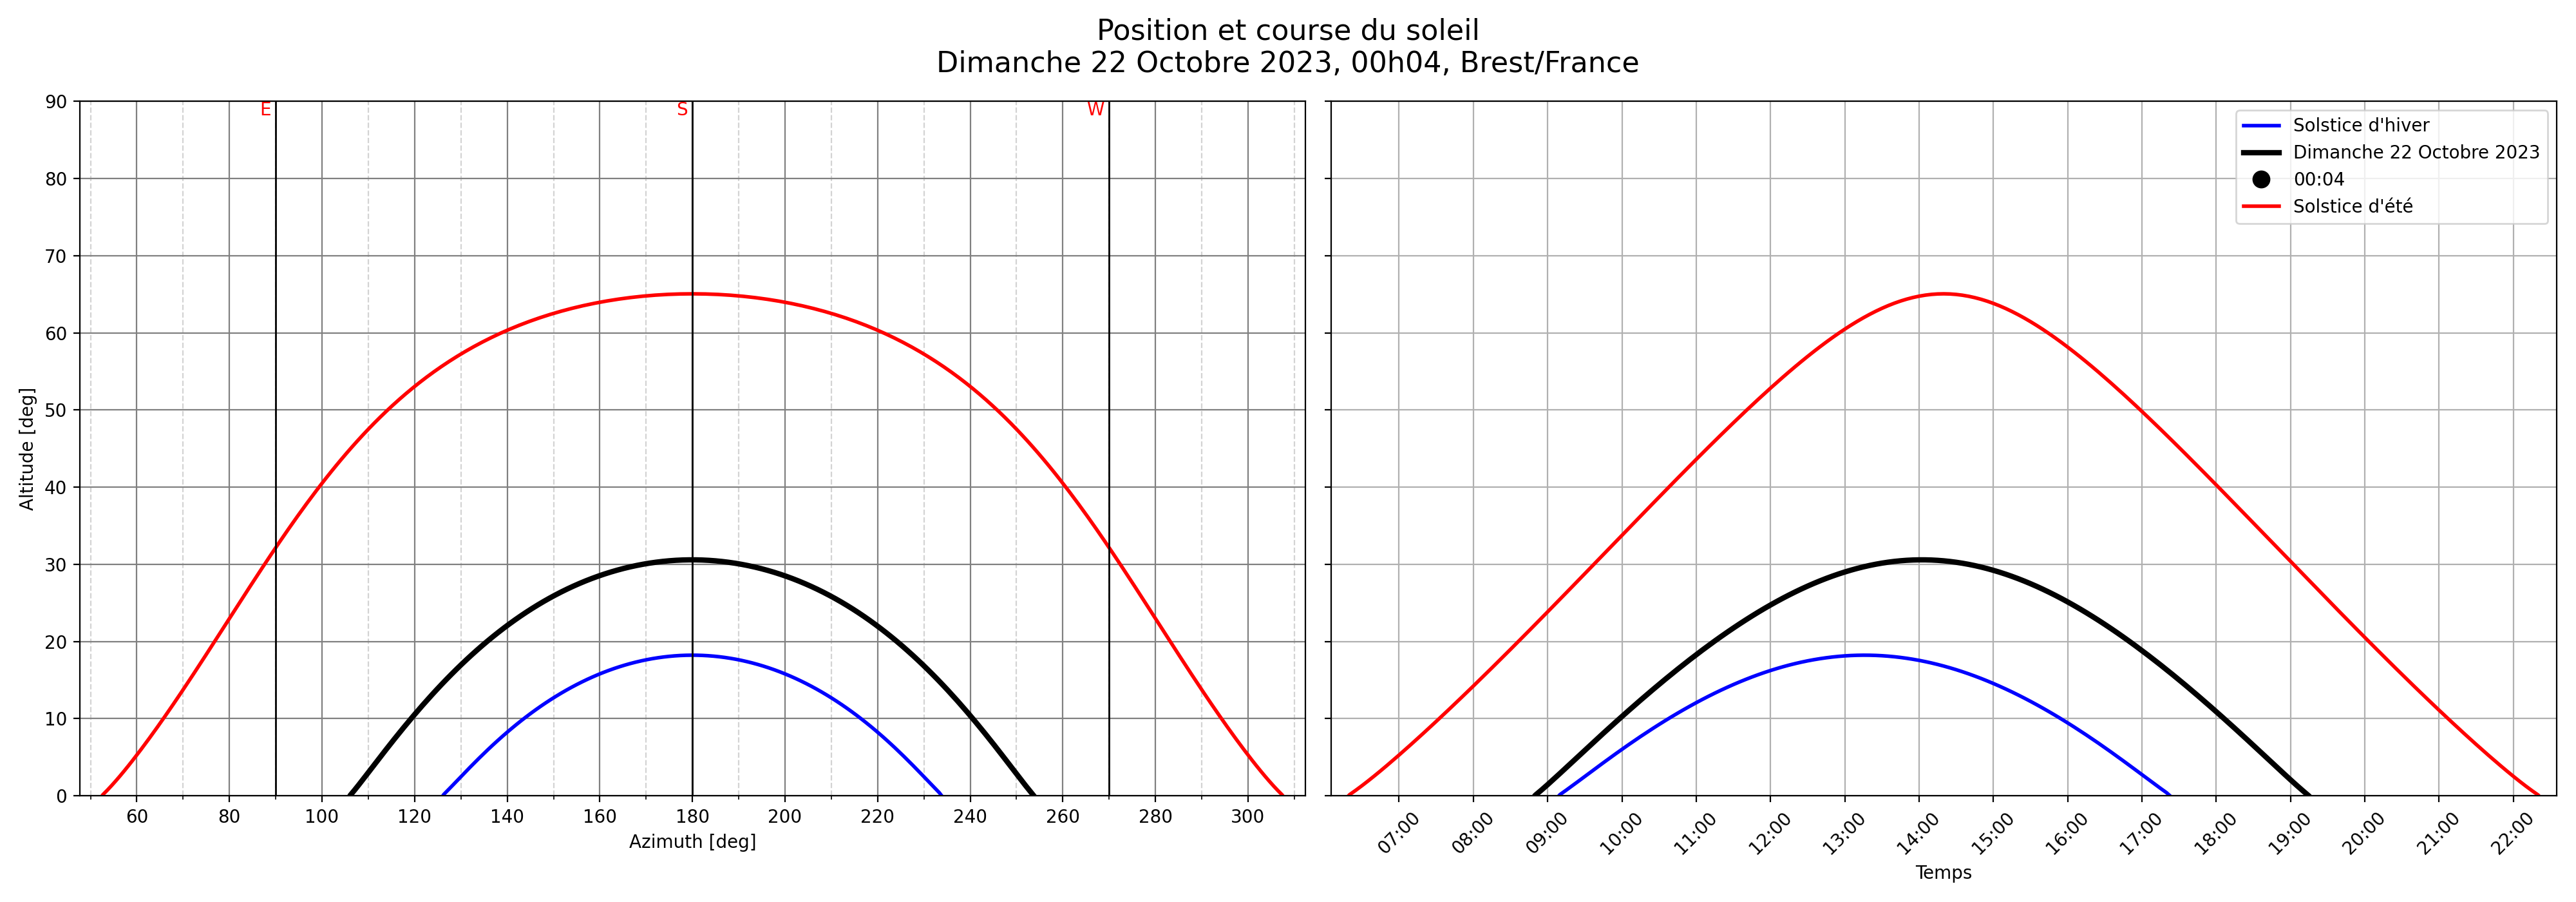 Position et course du soleil
Dimanche 22 Octobre 2023, 00h04, Brest/France
E
S
W
90
80
70
60
50
40
30
20
10
0
Altitude [deg]
60 80 100 120 140 160 180 200 220 240 260 280 300
Azimuth [deg]
Solstice d'hiver
Dimanche 22 Octobre 2023
00:04
Solstice d'été
07:00 08:00 09:00 10:00 11:00 12:00 13:00 14:00 15:00 16:00 17:00 18:00 19:00 20:00 21:00 22:00
Temps